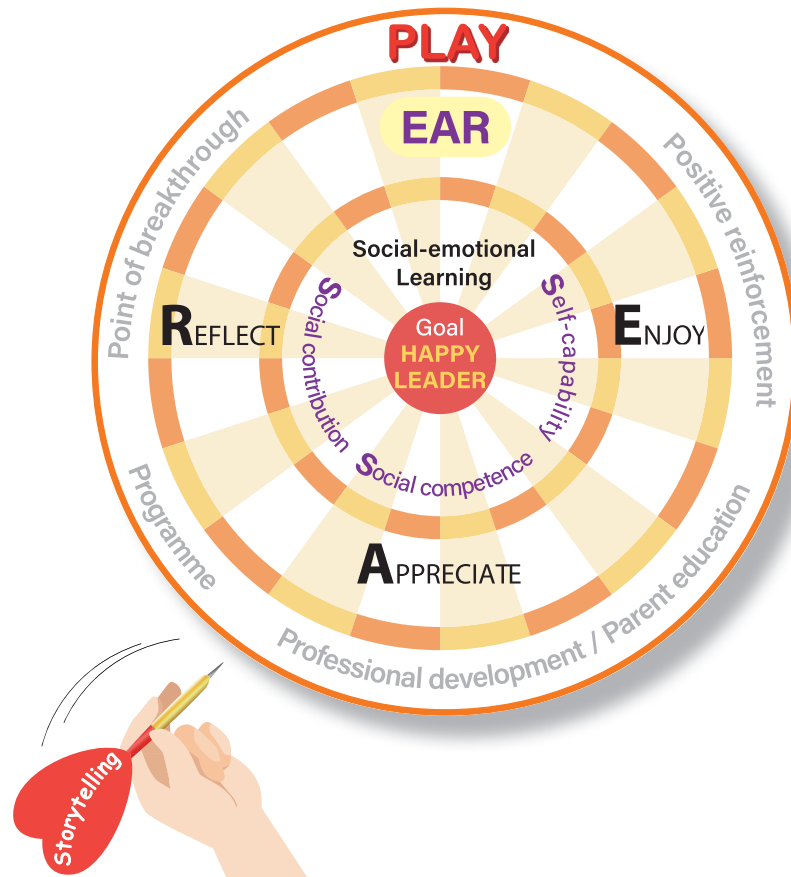 PLAY
EAR
Point of breakthrough
Positive reinforcement
Social-emotional
Learning
REFLECT
ENJOY
Goal
HAPPY
LEADER
Social contribution
Self-capability
Social competence
APPRECIATE
Programme
Professional development / Parent education
Storytelling